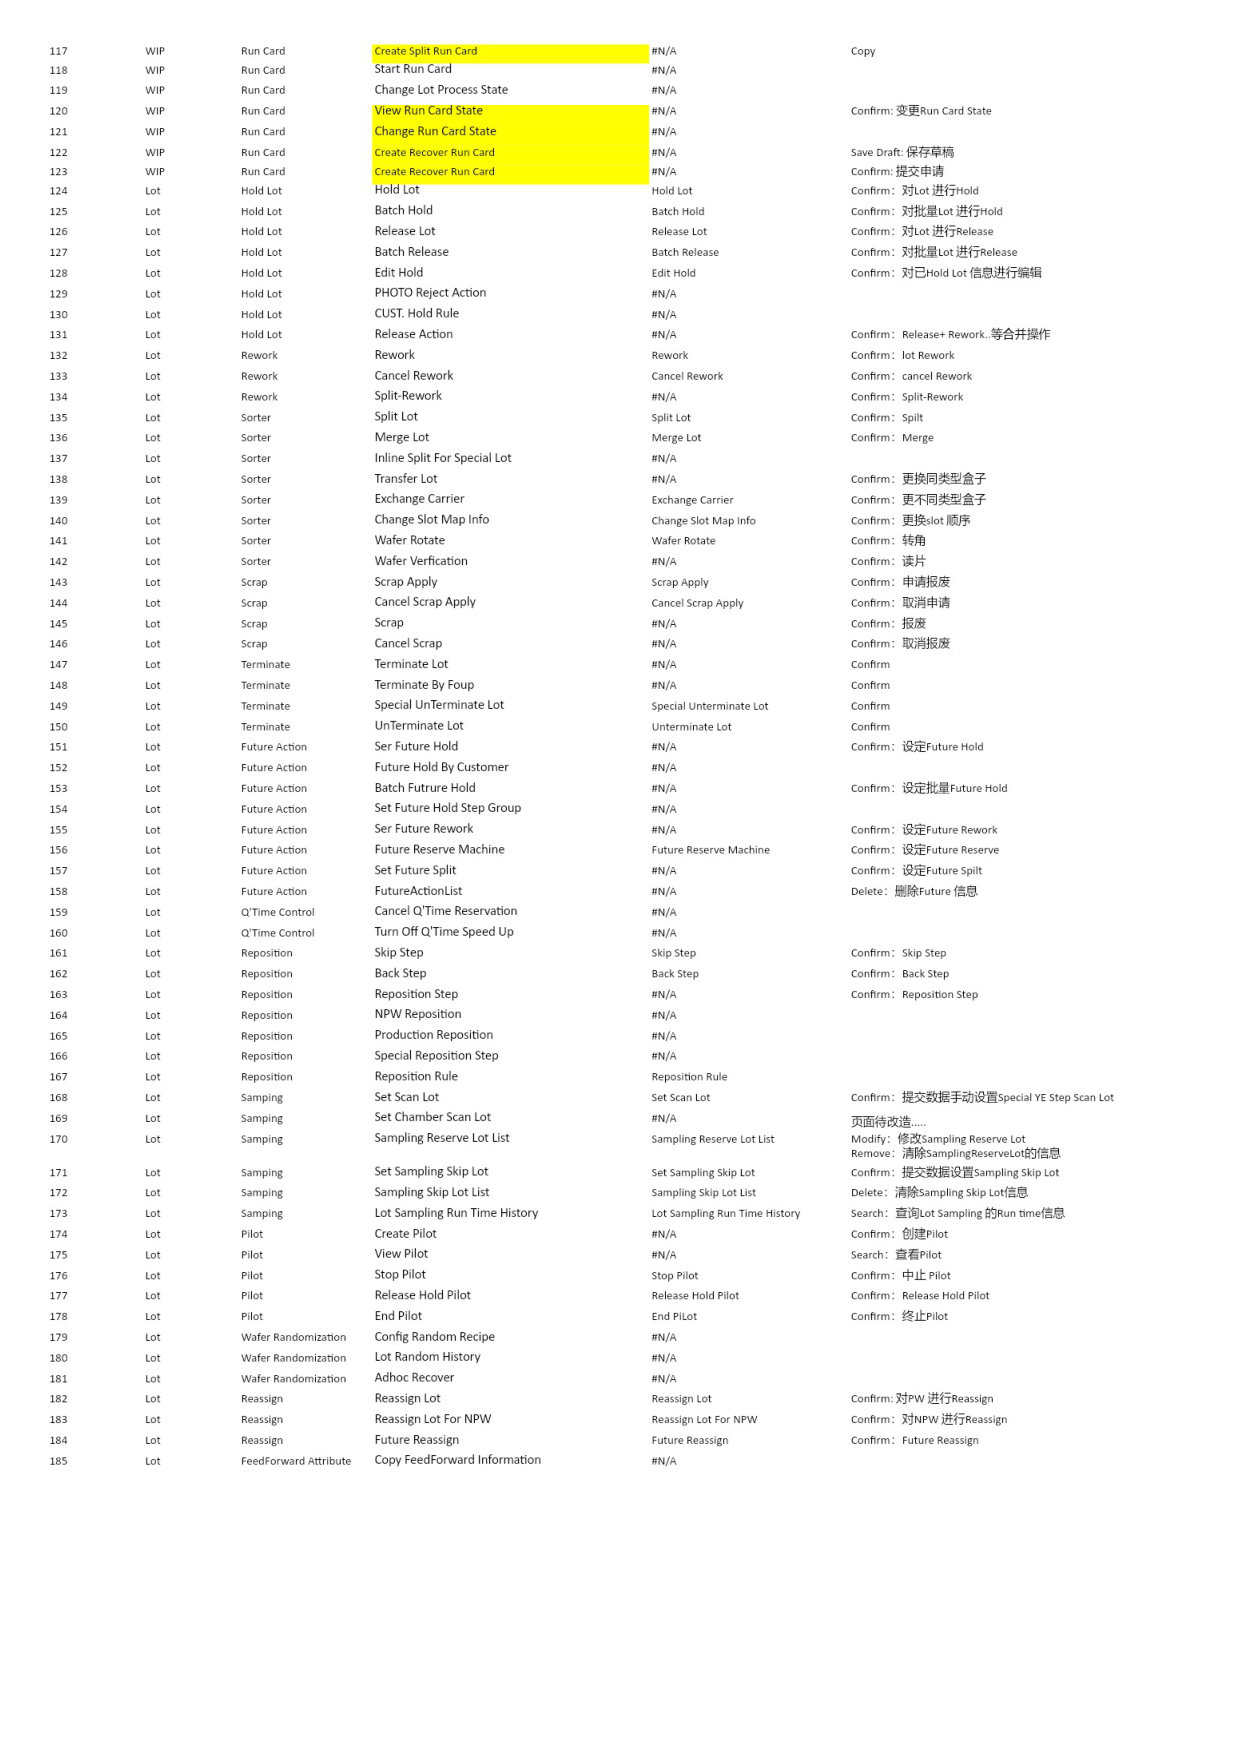 117 WIP Run Card Create Split Run Card #N/A Copy
118 WIP Run Card Start Run Card #N/A
119 WIP Run Card Change Lot Process State #N/A
120 WIP Run Card View Run Card State #N/A Confirm: 变更Run Card State
121 WIP Run Card Change Run Card State #N/A
122 WIP Run Card Create Recover Run Card #N/A Save Draft: 保存草稿
123 WIP Run Card Create Recover Run Card #N/A Confirm: 提交申请
124 Lot Hold Lot Hold Lot Hold Lot Confirm：对Lot 进行Hold
125 Lot Hold Lot Batch Hold Batch Hold Confirm：对批量Lot 进行Hold
126 Lot Hold Lot Release Lot Release Lot Confirm：对Lot 进行Release
127 Lot Hold Lot Batch Release Batch Release Confirm：对批量Lot 进行Release
128 Lot Hold Lot Edit Hold Edit Hold Confirm：对已Hold Lot 信息进行编辑
129 Lot Hold Lot PHOTO Reject Action #N/A
130 Lot Hold Lot CUST. Hold Rule #N/A
131 Lot Hold Lot Release Action #N/A Confirm：Release+ Rework..等合并操作
132 Lot Rework Rework Rework Confirm：lot Rework
133 Lot Rework Cancel Rework Cancel Rework Confirm：cancel Rework
134 Lot Rework Split-Rework #N/A Confirm：Split-Rework
135 Lot Sorter Split Lot Split Lot Confirm：Spilt
136 Lot Sorter Merge Lot Merge Lot Confirm：Merge
137 Lot Sorter Inline Split For Special Lot #N/A
138 Lot Sorter Transfer Lot #N/A Confirm：更换同类型盒子
139 Lot Sorter Exchange Carrier Exchange Carrier Confirm：更不同类型盒子
140 Lot Sorter Change Slot Map Info Change Slot Map Info Confirm：更换slot 顺序
141 Lot Sorter Wafer Rotate Wafer Rotate Confirm：转角
142 Lot Sorter Wafer Verfication #N/A Confirm：读片
143 Lot Scrap Scrap Apply Scrap Apply Confirm：申请报废
144 Lot Scrap Cancel Scrap Apply Cancel Scrap Apply Confirm：取消申请
145 Lot Scrap Scrap #N/A Confirm：报废
146 Lot Scrap Cancel Scrap #N/A Confirm：取消报废
147 Lot Terminate Terminate Lot #N/A Confirm
148 Lot Terminate Terminate By Foup #N/A Confirm
149 Lot Terminate Special UnTerminate Lot Special Unterminate Lot Confirm
150 Lot Terminate UnTerminate Lot Unterminate Lot Confirm
151 Lot Future Action Ser Future Hold #N/A Confirm：设定Future Hold
152 Lot Future Action Future Hold By Customer #N/A
153 Lot Future Action Batch Futrure Hold #N/A Confirm：设定批量Future Hold
154 Lot Future Action Set Future Hold Step Group #N/A
155 Lot Future Action Ser Future Rework #N/A Confirm：设定Future Rework
156 Lot Future Action Future Reserve Machine Future Reserve Machine Confirm：设定Future Reserve
157 Lot Future Action Set Future Split #N/A Confirm：设定Future Spilt
158 Lot Future Action FutureActionList #N/A Delete：删除Future 信息
159 Lot Q'Time Control Cancel Q'Time Reservation #N/A
160 Lot Q'Time Control Turn Off Q'Time Speed Up #N/A
161 Lot Reposition Skip Step Skip Step Confirm：Skip Step
162 Lot Reposition Back Step Back Step Confirm：Back Step
163 Lot Reposition Reposition Step #N/A Confirm：Reposition Step
164 Lot Reposition NPW Reposition #N/A
165 Lot Reposition Production Reposition #N/A
166 Lot Reposition Special Reposition Step #N/A
167 Lot Reposition Reposition Rule Reposition Rule
168 Lot Samping Set Scan Lot Set Scan Lot Confirm：提交数据手动设置Special YE Step Scan Lot
169 Lot Samping Set Chamber Scan Lot #N/A 页面待改造.....
170 Lot Samping Sampling Reserve Lot List Sampling Reserve Lot List Modify：修改Sampling Reserve Lot
Remove：清除SamplingReserveLot的信息
171 Lot Samping Set Sampling Skip Lot Set Sampling Skip Lot Confirm：提交数据设置Sampling Skip Lot
172 Lot Samping Sampling Skip Lot List Sampling Skip Lot List Delete：清除Sampling Skip Lot信息
173 Lot Samping Lot Sampling Run Time History Lot Sampling Run Time History Search：查询Lot Sampling 的Run time信息
174 Lot Pilot Create Pilot #N/A Confirm：创建Pilot
175 Lot Pilot View Pilot #N/A Search：查看Pilot
176 Lot Pilot Stop Pilot Stop Pilot Confirm：中止 Pilot
177 Lot Pilot Release Hold Pilot Release Hold Pilot Confirm：Release Hold Pilot
178 Lot Pilot End Pilot End PiLot Confirm：终止Pilot
179 Lot Wafer Randomization Config Random Recipe #N/A
180 Lot Wafer Randomization Lot Random History #N/A
181 Lot Wafer Randomization Adhoc Recover #N/A
182 Lot Reassign Reassign Lot Reassign Lot Confirm: 对PW 进行Reassign
183 Lot Reassign Reassign Lot For NPW Reassign Lot For NPW Confirm：对NPW 进行Reassign
184 Lot Reassign Future Reassign Future Reassign Confirm：Future Reassign
185 Lot FeedForward Attribute Copy FeedForward Information #N/A